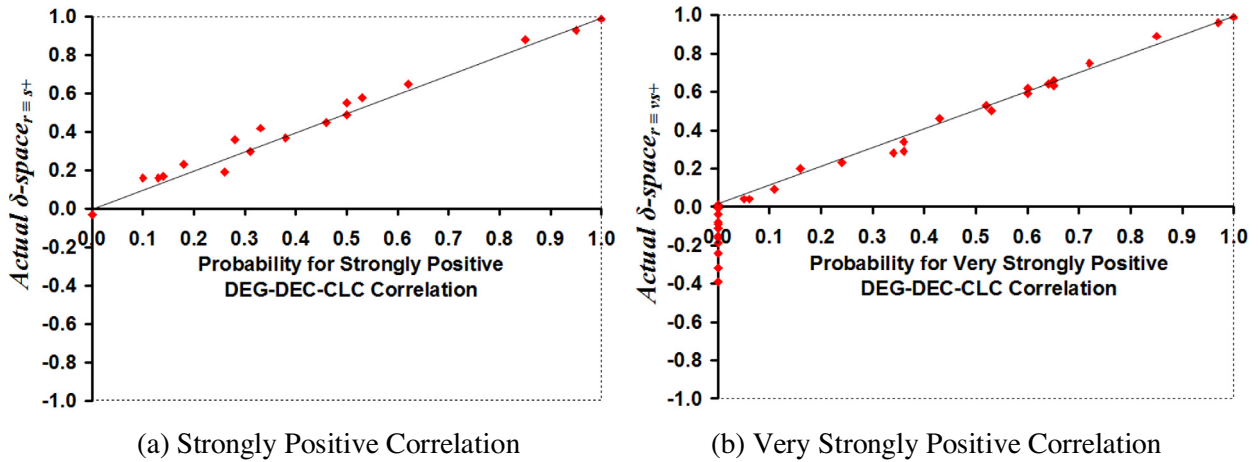 Actual δ-space r ≡ s+
1.0
0.8
0.6
0.4
0.2
0.0
-0.2
-0.4
-0.6
-0.8
-1.0
0.0 0.1 0.2 0.3 0.4 0.5 0.6 0.7 0.8 0.9 1.0
Probability for Strongly Positive
DEG-DEC-CLC Correlation
(a) Strongly Positive Correlation
Actual δ-space r ≡ vs+
1.0
0.8
0.6
0.4
0.2
0.0
-0.2
-0.4
-0.6
-0.8
-1.0
0.0 0.1 0.2 0.3 0.4 0.5 0.6 0.7 0.8 0.9 1.0
Probability for Very Strongly Positive
DEG-DEC-CLC Correlation
(b) Very Strongly Positive Correlation